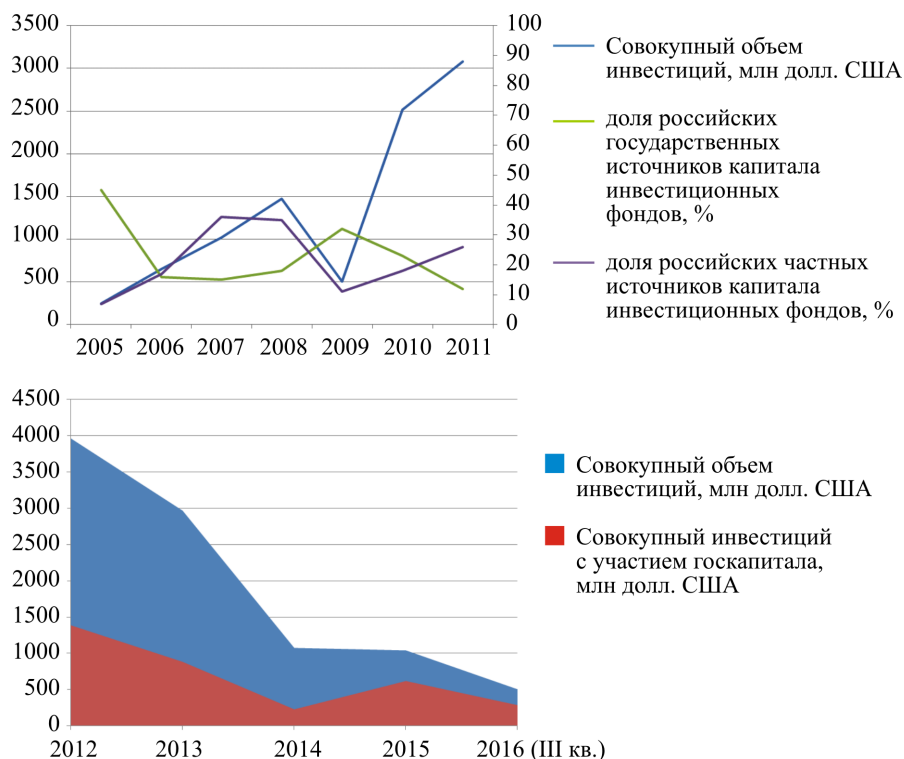 3500
3000
2500
2000
1500
1000
500
0
100
90
80
70
60
50
40
30
20
10
0
2005 2006 2007 2008 2009 2010 2011
Совокупный объем
инвестиций, млн долл. США
доля российских
государственных
источников капитала
инвестиционных
фондов, %
доля российских частных
источников капитала
инвестиционных фондов, %
4500
4000
3500
3000
2500
2000
1500
1000
500
0
2012 2013 2014 2015 2016 (III кв.)
Совокупный объем
инвестиций, млн долл. США
Совокупный инвестиций
с участием госкапитала,
млн долл. США